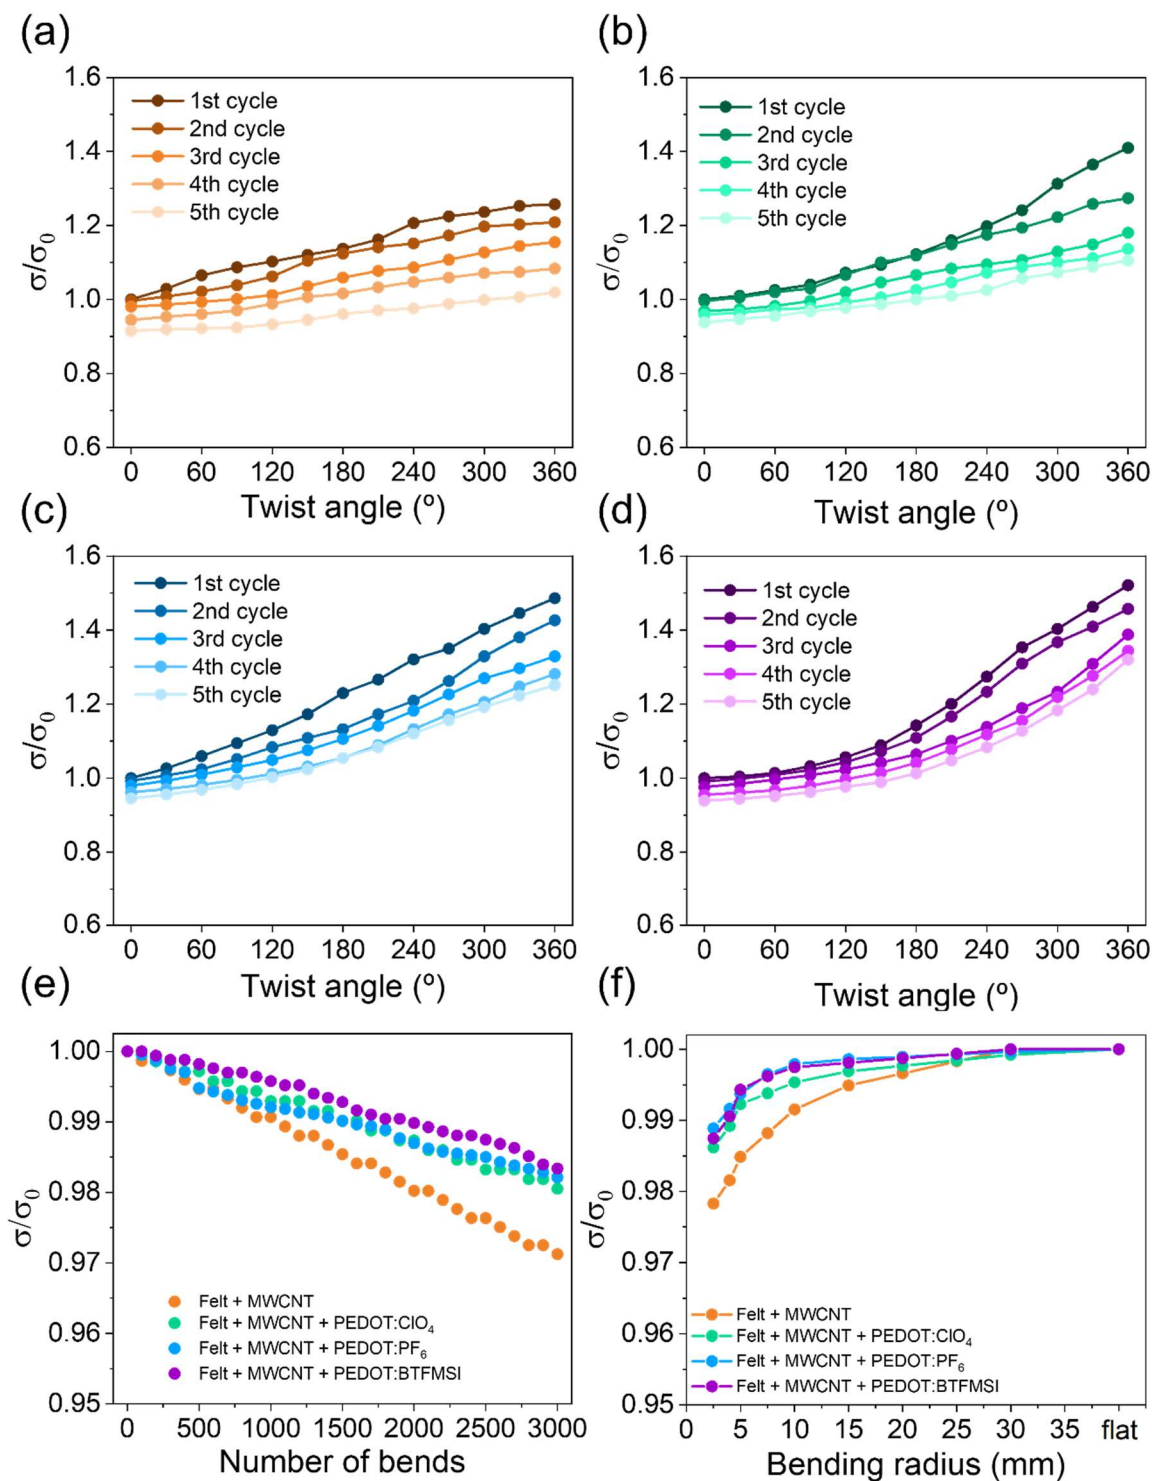 (a)
1.6
1.4
1.2
1.0
0.8
0.6
σ/σ₀
1st cycle
2nd cycle
3rd cycle
4th cycle
5th cycle
0 60 120 180 240 300 360
Twist angle (º)
(b)
1.6
1.4
1.2
1.0
0.8
0.6
σ/σ₀
1st cycle
2nd cycle
3rd cycle
4th cycle
5th cycle
0 60 120 180 240 300 360
Twist angle (º)
(c)
1.6
1.4
1.2
1.0
0.8
0.6
σ/σ₀
1st cycle
2nd cycle
3rd cycle
4th cycle
5th cycle
0 60 120 180 240 300 360
Twist angle (º)
(d)
1.6
1.4
1.2
1.0
0.8
0.6
σ/σ₀
1st cycle
2nd cycle
3rd cycle
4th cycle
5th cycle
0 60 120 180 240 300 360
Twist angle (º)
(e)
1.00
0.99
0.98
0.97
0.96
0.95
σ/σ₀
Felt + MWCNT
Felt + MWCNT + PEDOT:ClO₄
Felt + MWCNT + PEDOT:PF₆
Felt + MWCNT + PEDOT:BTFMSI
0 500 1000 1500 2000 2500 3000
Number of bends
(f)
1.00
0.99
0.98
0.97
0.96
0.95
σ/σ₀
Felt + MWCNT
Felt + MWCNT + PEDOT:ClO₄
Felt + MWCNT + PEDOT:PF₆
Felt + MWCNT + PEDOT:BTFMSI
0 5 10 15 20 25 30 35 flat
Bending radius (mm)